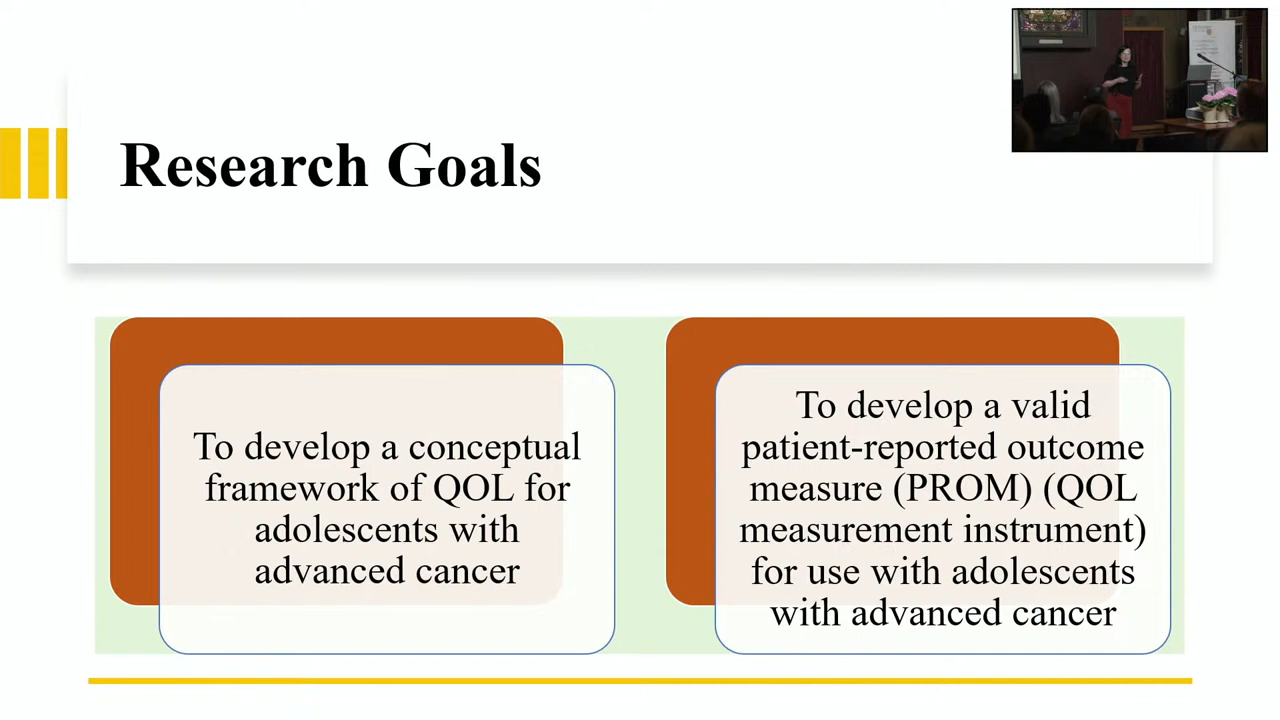 Research Goals
To develop a conceptual
framework of QOL for
adolescents with
advanced cancer
To develop a valid
patient-reported outcome
measure (PROM) (QOL
measurement instrument)
for use with adolescents
with advanced cancer